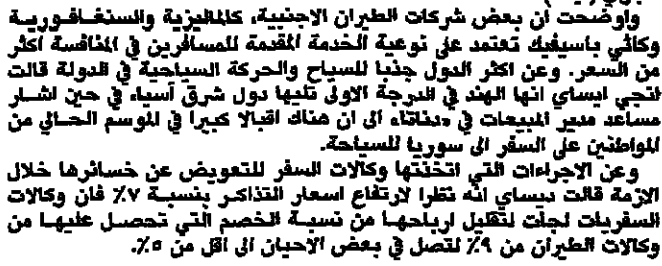 واوضحت ان بعض شركات الطيران الاجنبية، كالماليزية والسنغافورية
وكاثي باسيفيك تعتمد على نوعية الخدمة المقدمة للمسافرين في المنافسة اكثر
من السعر. وعن اكثر الدول جذبا للسياح والحركة السياحية في الدولة قالت
انجي ديساي انها الهند في الدرجة الاولى تليها دول شرق آسيا، في حين اشار
مساعد مدير المبيعات في «دناتا» الى ان هناك اقبالا كبيرا في الموسم الحالي من
المواطنين على السفر الى سوريا للسياحة.
وعن الاجراءات التي اتخذتها وكالات السفر للتعويض عن خسائرها خلال
الازمة قالت ديساي انه نظرا لارتفاع اسعار التذاكر بنسبة ٧٪ فان وكالات
السفريات لجأت لتقليل ارباحها من نسبة الخصم التي تحصل عليها من
وكالات الطيران من ٩٪ لتصل في بعض الاحيان الى اقل من ٥٪.